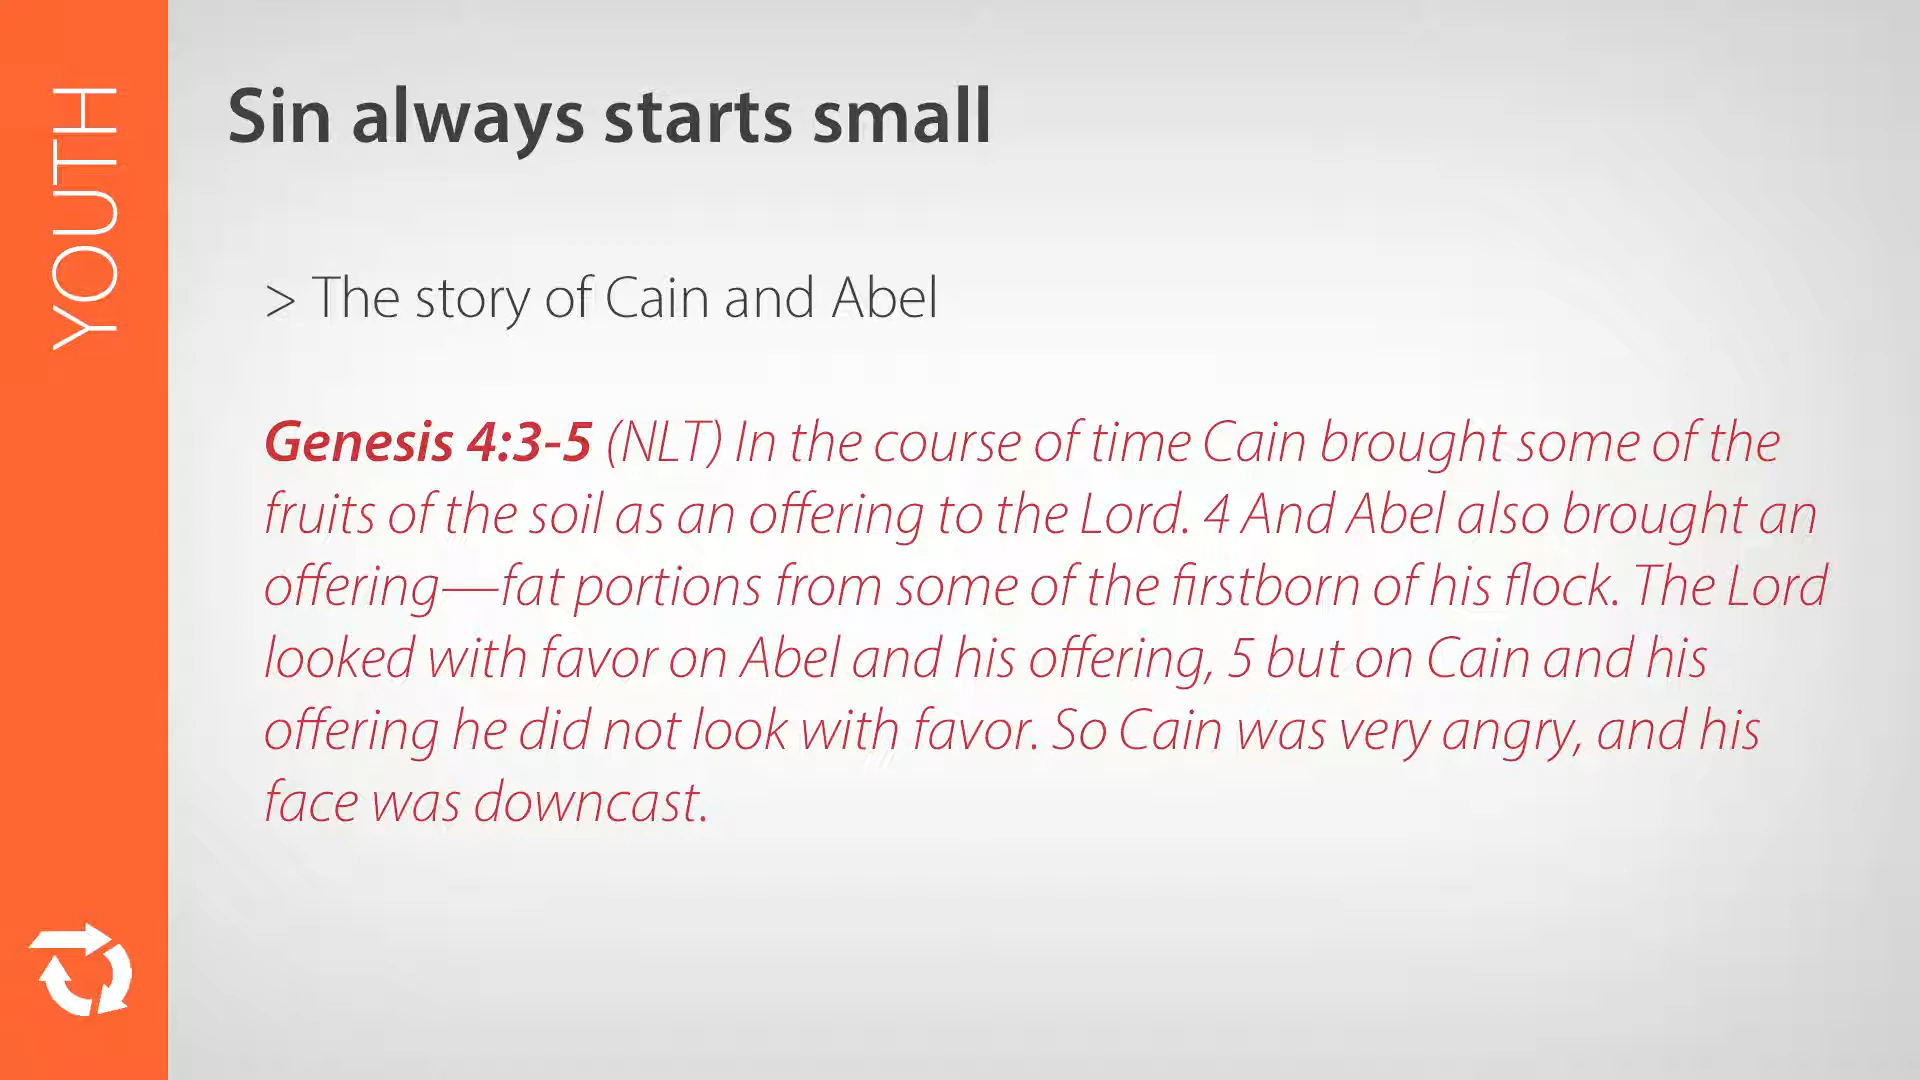 YOUTH
Sin always starts small
> The story of Cain and Abel
Genesis 4:3-5 (NLT) In the course of time Cain brought some of the
fruits of the soil as an offering to the Lord. 4 And Abel also brought an
offering—fat portions from some of the firstborn of his flock. The Lord
looked with favor on Abel and his offering, 5 but on Cain and his
offering he did not look with favor. So Cain was very angry, and his
face was downcast.